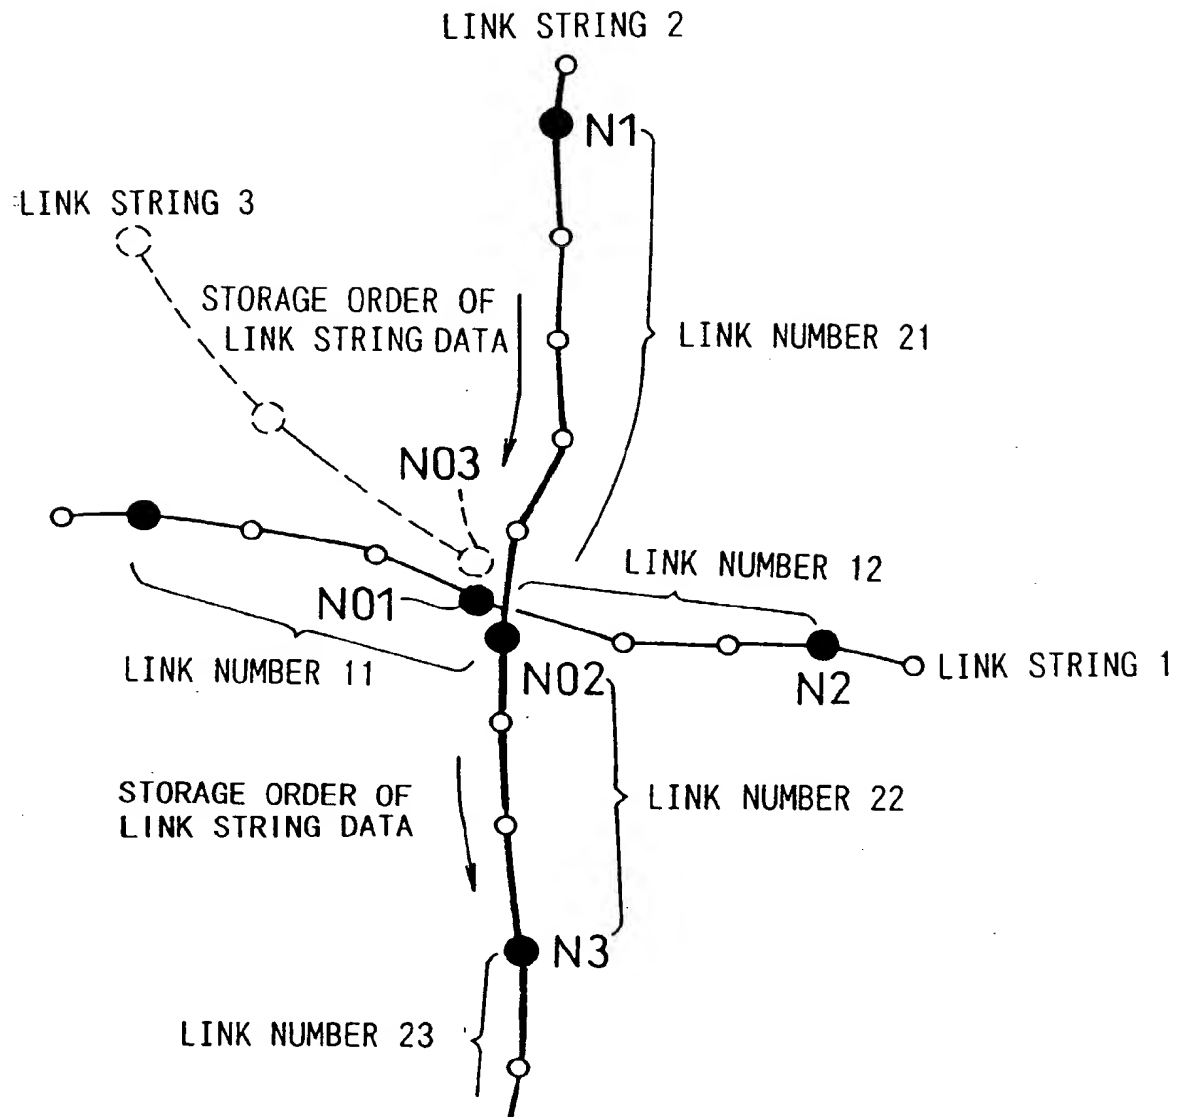 LINK STRING 2
N1
LINK STRING 3
STORAGE ORDER OF
LINK STRING DATA
LINK NUMBER 21
N03
LINK NUMBER 12
N01
LINK NUMBER 11
N02
N2
LINK STRING 1
STORAGE ORDER OF
LINK STRING DATA
LINK NUMBER 22
N3
LINK NUMBER 23